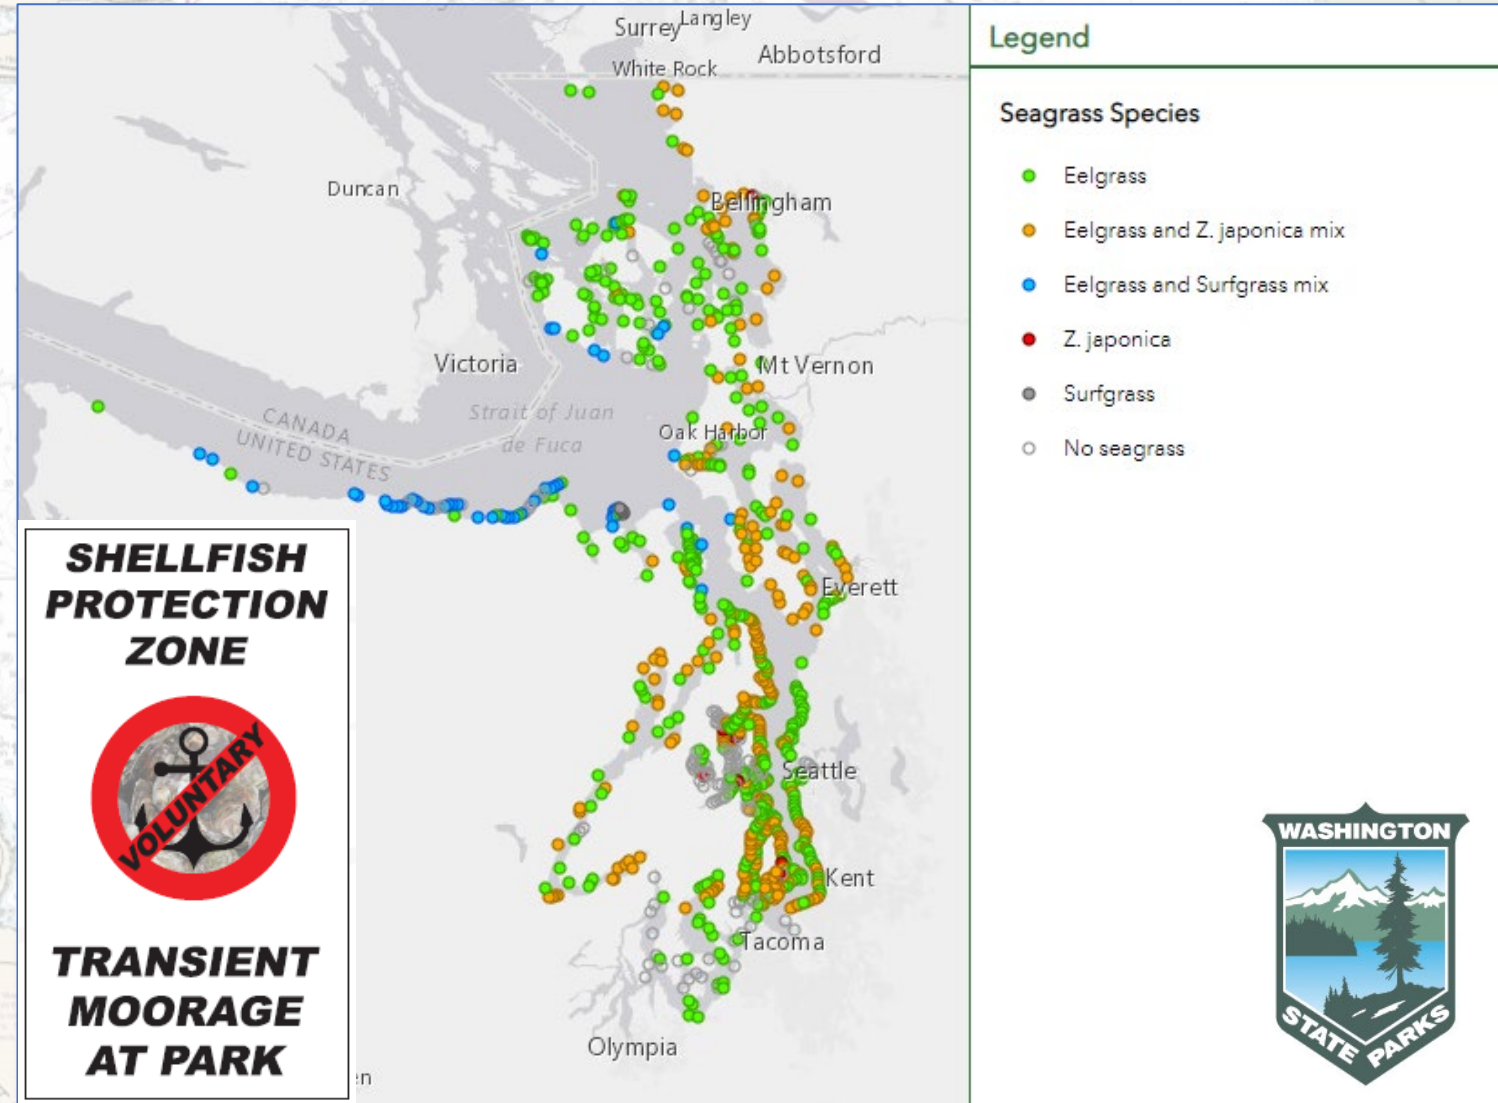 Surrey
Langley
Abbotsford
White Rock
Duncan
Bellingham
Victoria
Mt Vernon
Strait of Juan
de Fuca
CANADA
UNITED STATES
Oak Harbor
Everett
Seattle
Kent
Tacoma
Olympia
en
SHELLFISH
PROTECTION
ZONE
VOLUNTARY
TRANSIENT
MOORAGE
AT PARK
Legend
Seagrass Species
Eelgrass
Eelgrass and Z. japonica mix
Eelgrass and Surfgrass mix
Z. japonica
Surfgrass
No seagrass
WASHINGTON
STATE PARKS